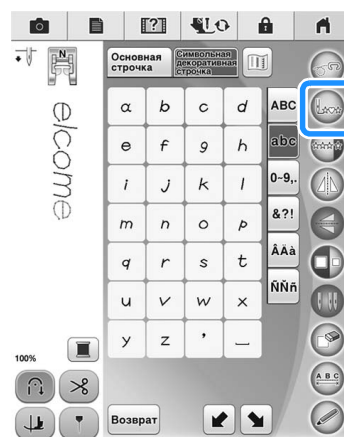 N
Основная строчка
Символьная декоративная строчка
elcome
a b c d
e f g h
i j k l
m n o p
q r s t
u v w x
y z ' _
ABC
abc
0~9,.
&?!
ÂÄà
ÑÑñ
100%
Возврат
A B C